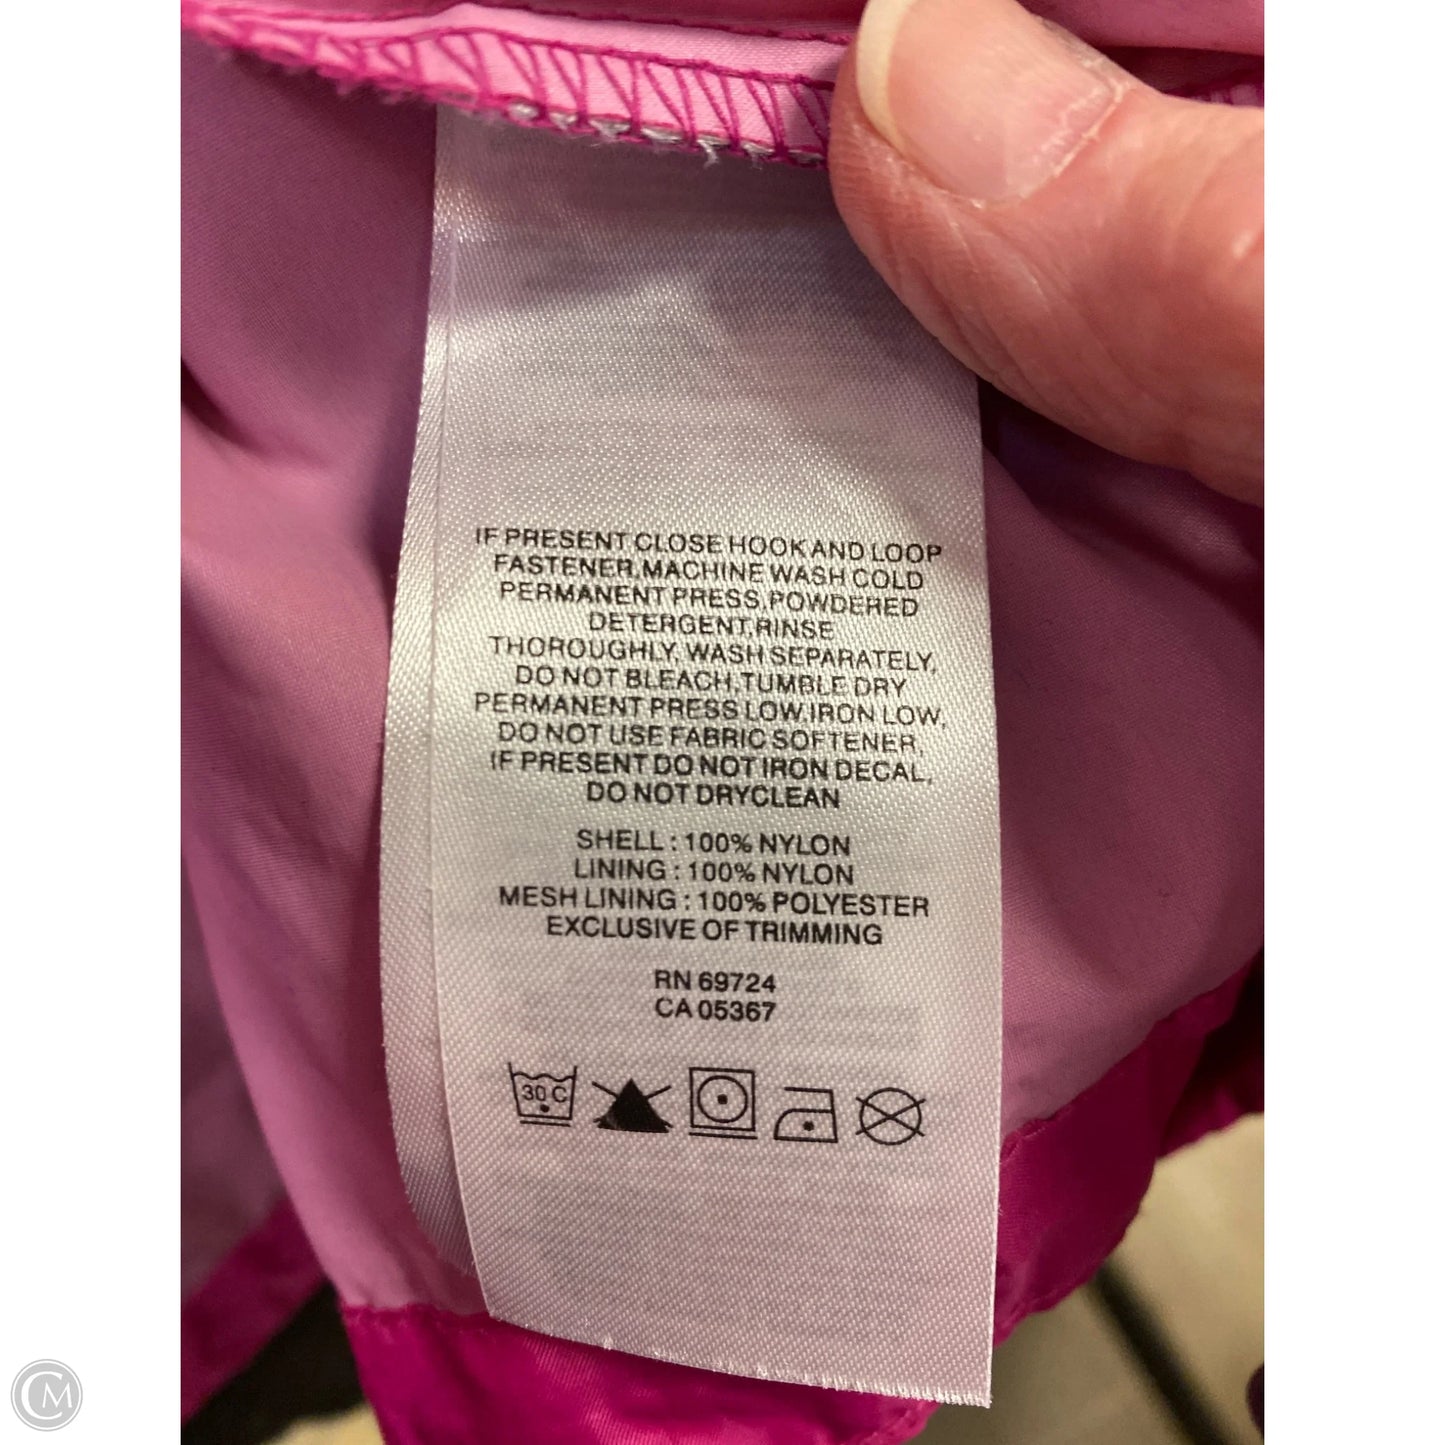 IF PRESENT CLOSE HOOK AND LOOP
FASTENER,MACHINE WASH COLD
PERMANENT PRESS,POWDERED
DETERGENT,RINSE
THOROUGHLY, WASH SEPARATELY,
DO NOT BLEACH,TUMBLE DRY
PERMANENT PRESS LOW,IRON LOW,
DO NOT USE FABRIC SOFTENER,
IF PRESENT DO NOT IRON DECAL,
DO NOT DRYCLEAN
SHELL : 100% NYLON
LINING : 100% NYLON
MESH LINING : 100% POLYESTER
EXCLUSIVE OF TRIMMING
RN 69724
CA 05367
30 C
CM